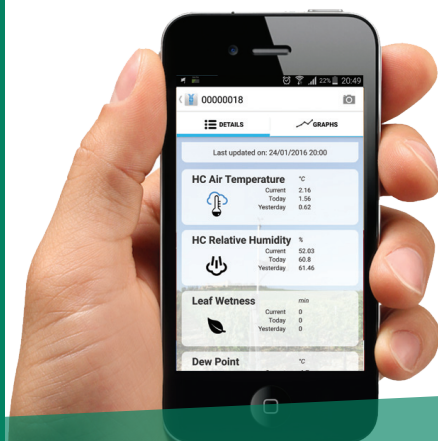 22% 20:49
00000018
DETAILS GRAPHS
Last updated on: 24/01/2016 20:00
HC Air Temperature °C
Current 2.16
Today 1.56
Yesterday 0.62
HC Relative Humidity %
Current 52.03
Today 60.8
Yesterday 61.46
Leaf Wetness min
Current 0
Today 0
Yesterday 0
Dew Point °C